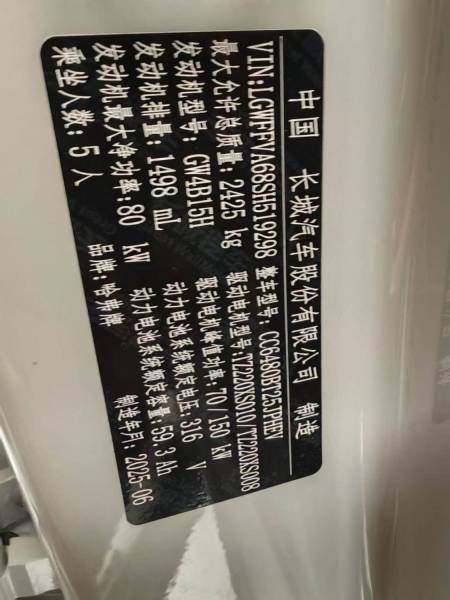 中国 长城汽车股份有限公司 制造
VIN:LGWFFVA68SH519298 整车型号: CC6480BT25JPHEV
最大允许总质量: 2425 kg 驱动电机型号:TZ220XS010/TZ220XS008
发动机型号: GW4B15H 驱动电机峰值功率: 70/150 kW
发动机排量: 1498 mL 动力电池系统额定电压: 316 V
发动机最大净功率: 80 kW 动力电池系统额定容量: 59.3 Ah
乘坐人数: 5 人 品牌: 哈弗牌 制造年月: 2025-06